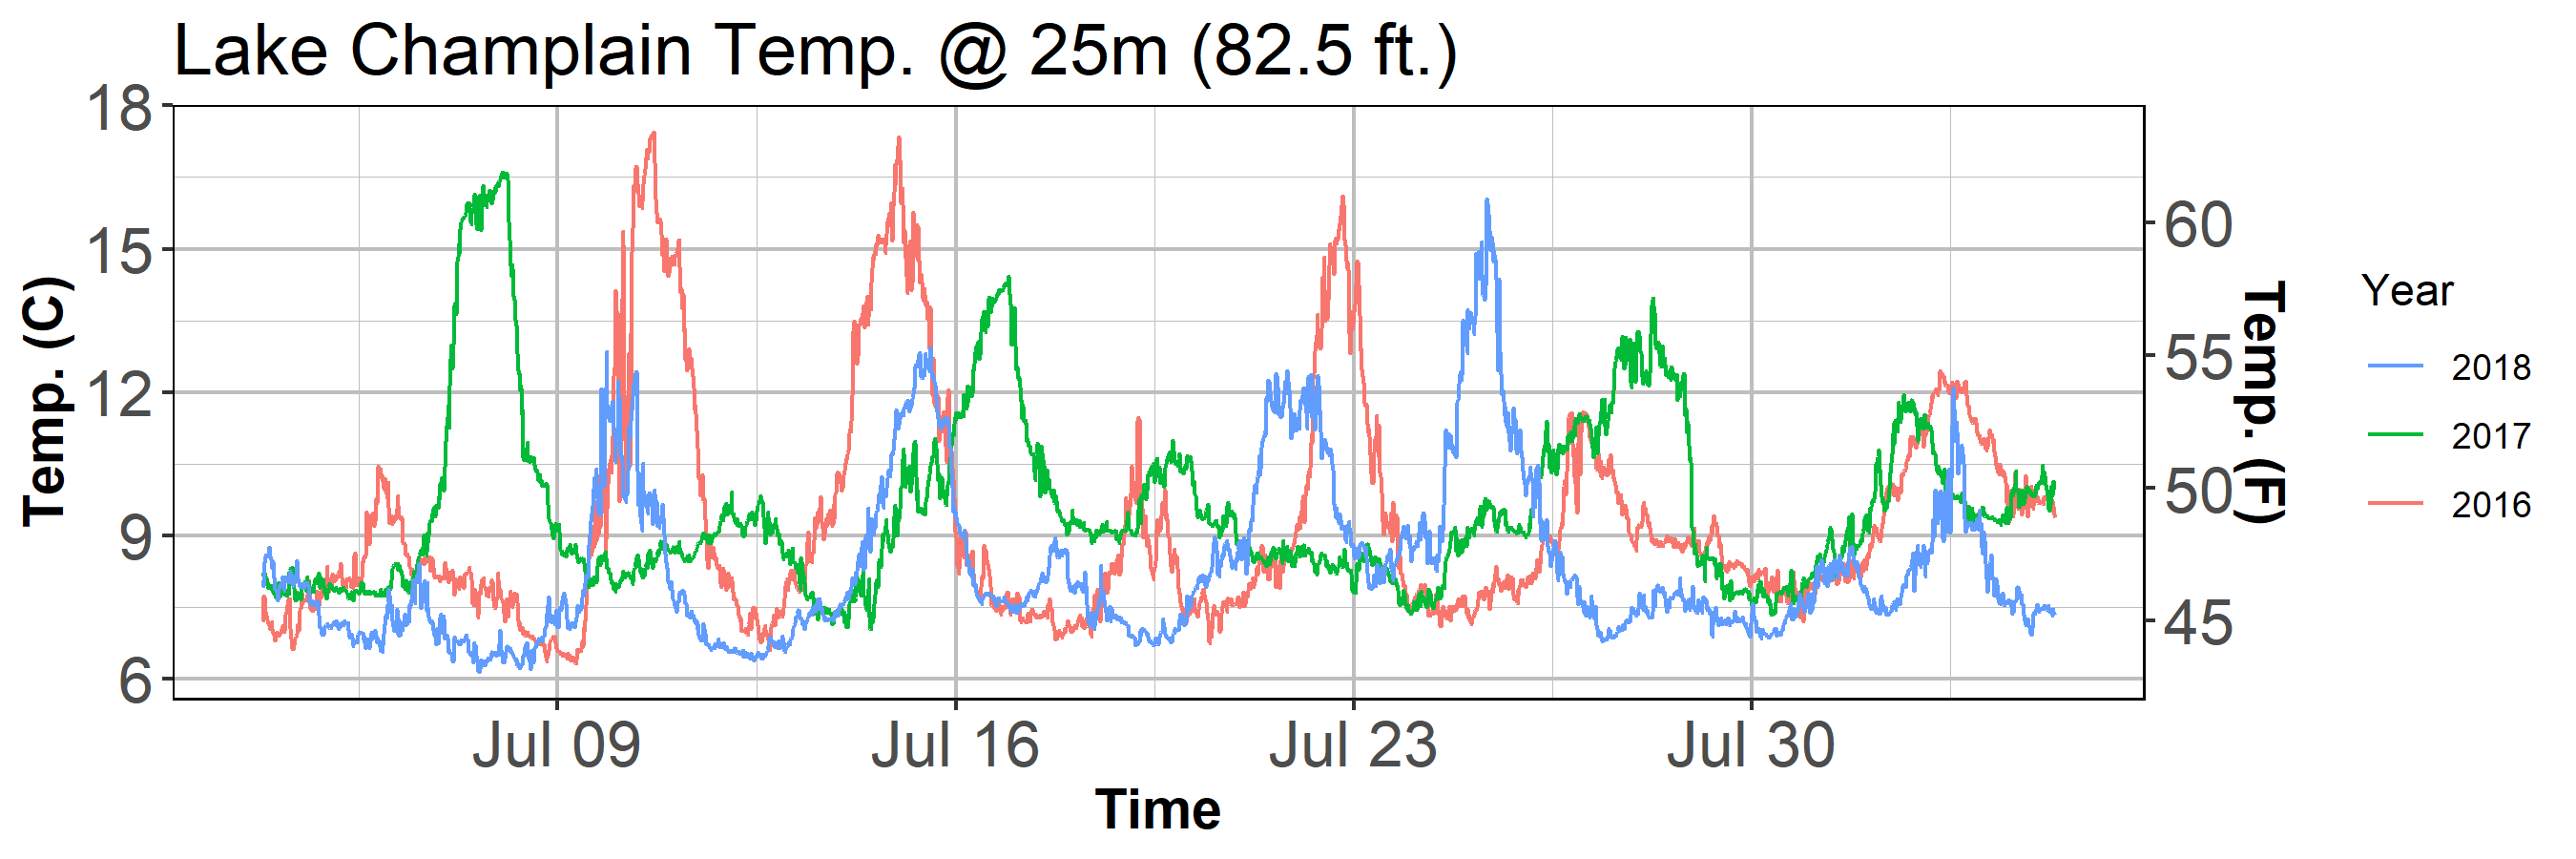 Lake Champlain Temp. @ 25m (82.5 ft.)
18
15
12
9
6
Temp. (C)
60
55
50
45
Temp. (F)
Jul 09 Jul 16 Jul 23 Jul 30
Time
Year
2018
2017
2016